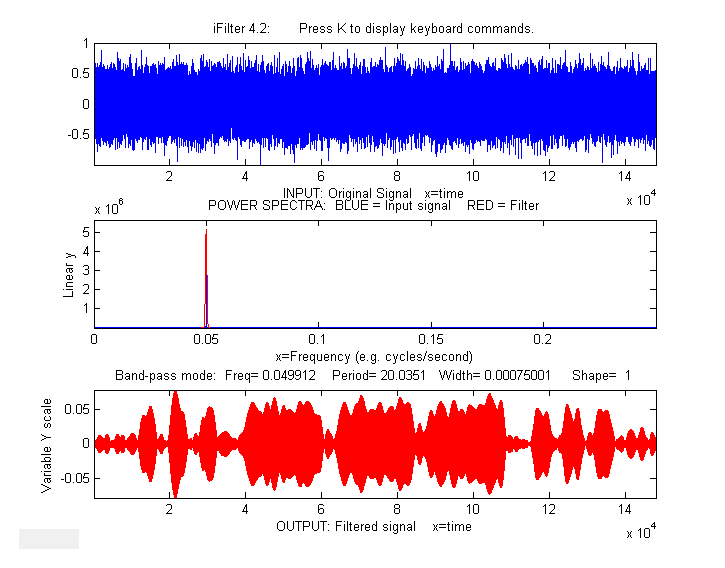 iFilter 4.2: Press K to display keyboard commands.
1
0.5
0
-0.5
2 4 6 8 10 12 14
x 10^4
INPUT: Original Signal x=time
POWER SPECTRA: BLUE = Input signal RED = Filter
x 10^6
5
4
3
2
1
Linear y
0 0.05 0.1 0.15 0.2
x=Frequency (e.g. cycles/second)
Band-pass mode: Freq= 0.049912 Period= 20.0351 Width= 0.00075001 Shape= 1
0.05
0
-0.05
Variable Y scale
2 4 6 8 10 12 14
x 10^4
OUTPUT: Filtered signal x=time